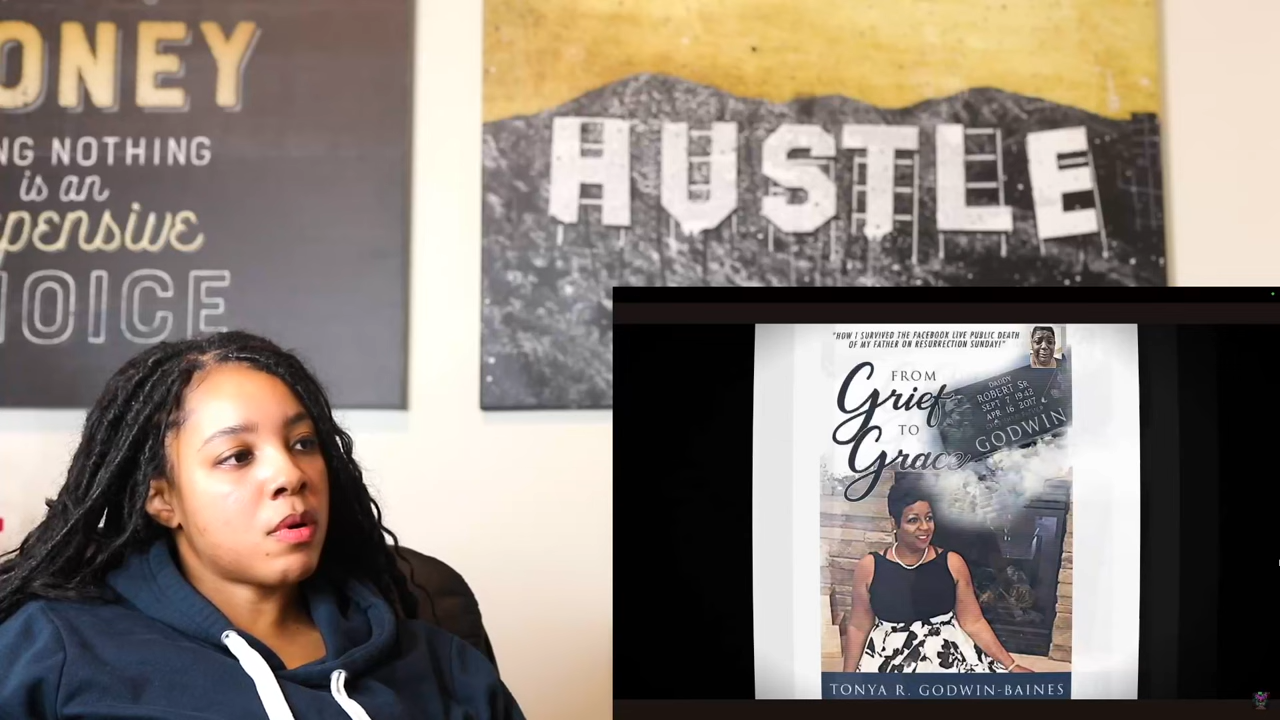 ONEY
NG NOTHING
is an
pensive
HOICE
HUSTLE
"HOW I SURVIVED THE FACEBOOK LIVE PUBLIC DEATH
OF MY FATHER ON RESURRECTION SUNDAY!"
FROM
Grief
TO
Grace
DADDY
ROBERT SR
SEPT 7 1942
APR. 16 2017
GODWIN
TONYA R. GODWIN-BAINES